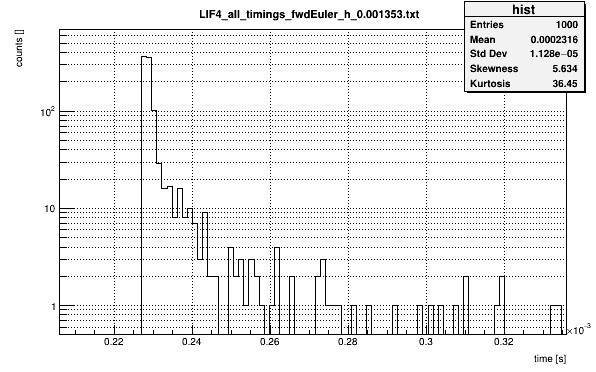 LIF4_all_timings_fwdEuler_h_0.001353.txt
hist
Entries 1000
Mean 0.0002316
Std Dev 1.128e−05
Skewness 5.634
Kurtosis 36.45
counts []
10²
10
1
0.22 0.24 0.26 0.28 0.3 0.32
×10⁻³
time [s]